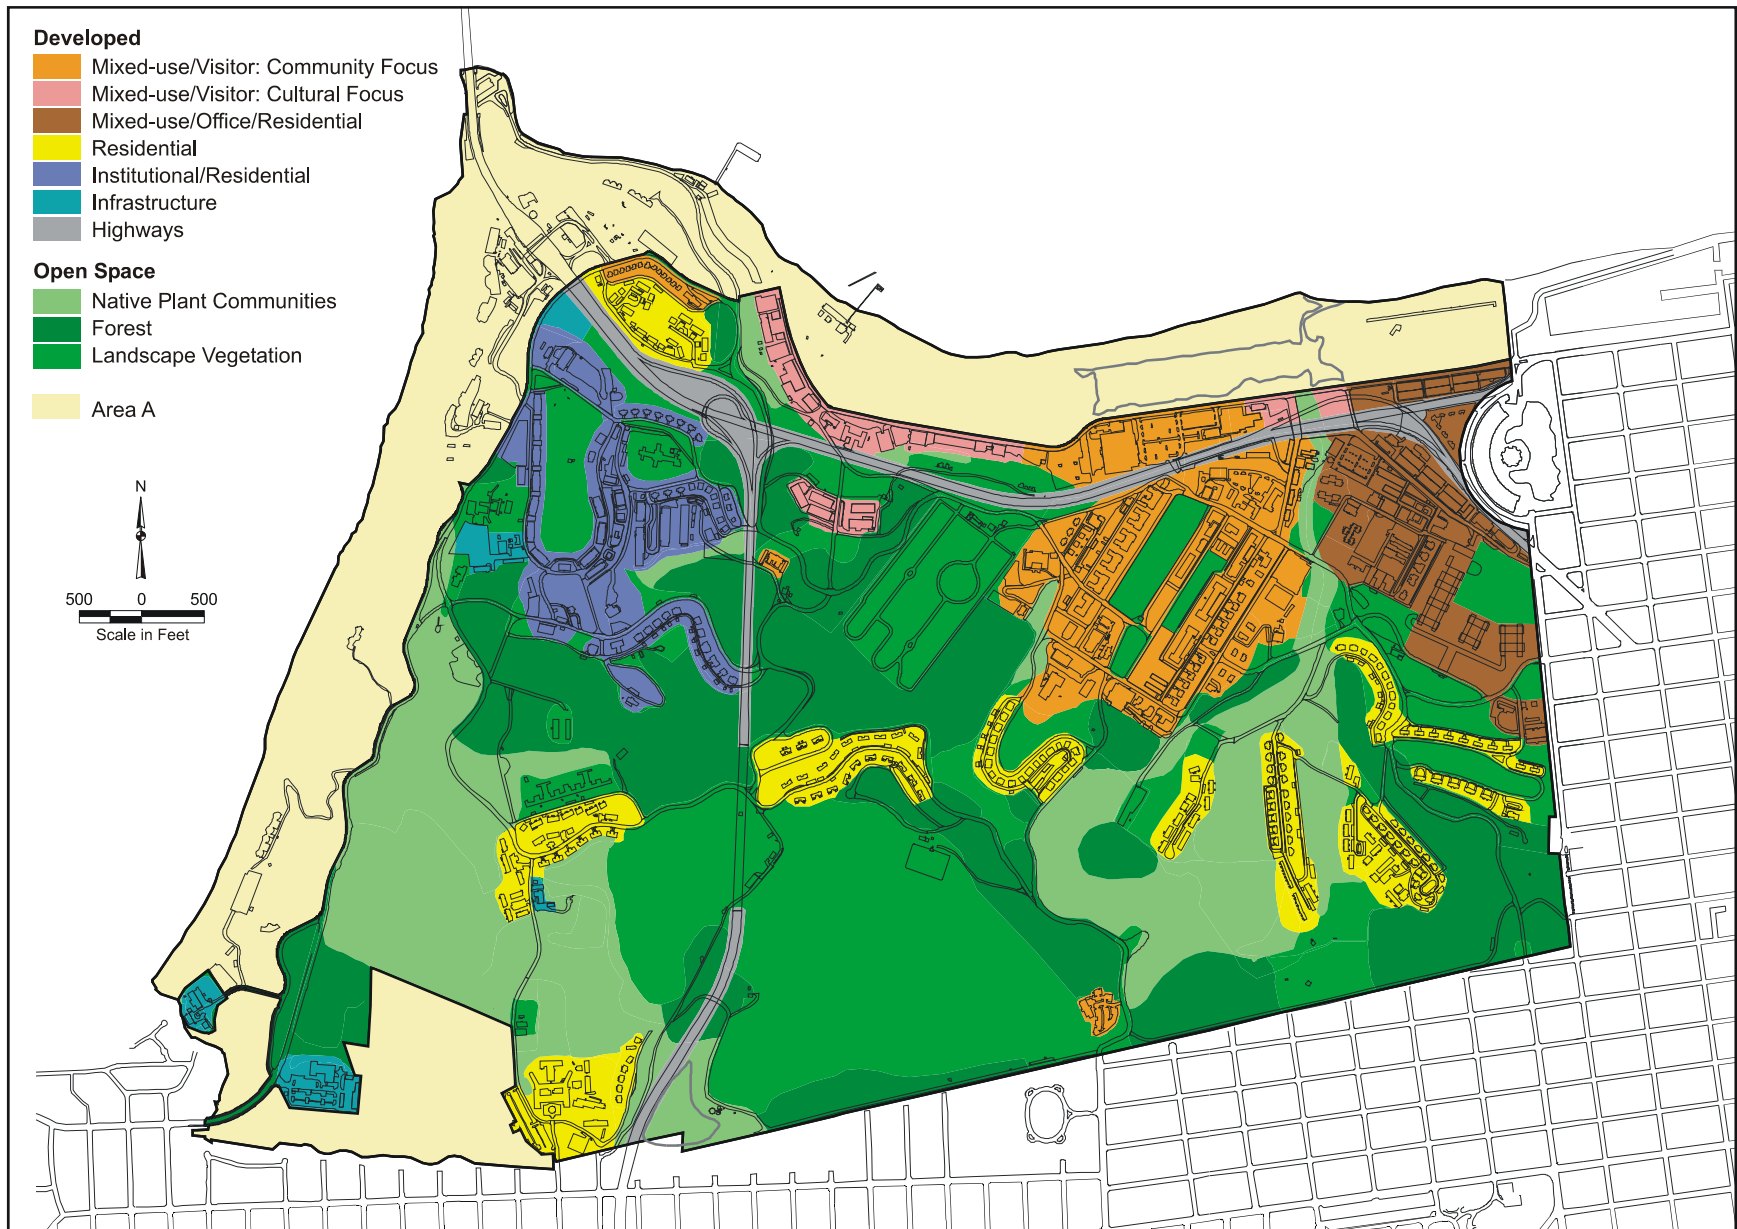 Developed
Mixed-use/Visitor: Community Focus
Mixed-use/Visitor: Cultural Focus
Mixed-use/Office/Residential
Residential
Institutional/Residential
Infrastructure
Highways
Open Space
Native Plant Communities
Forest
Landscape Vegetation
Area A
N
500 0 500
Scale in Feet